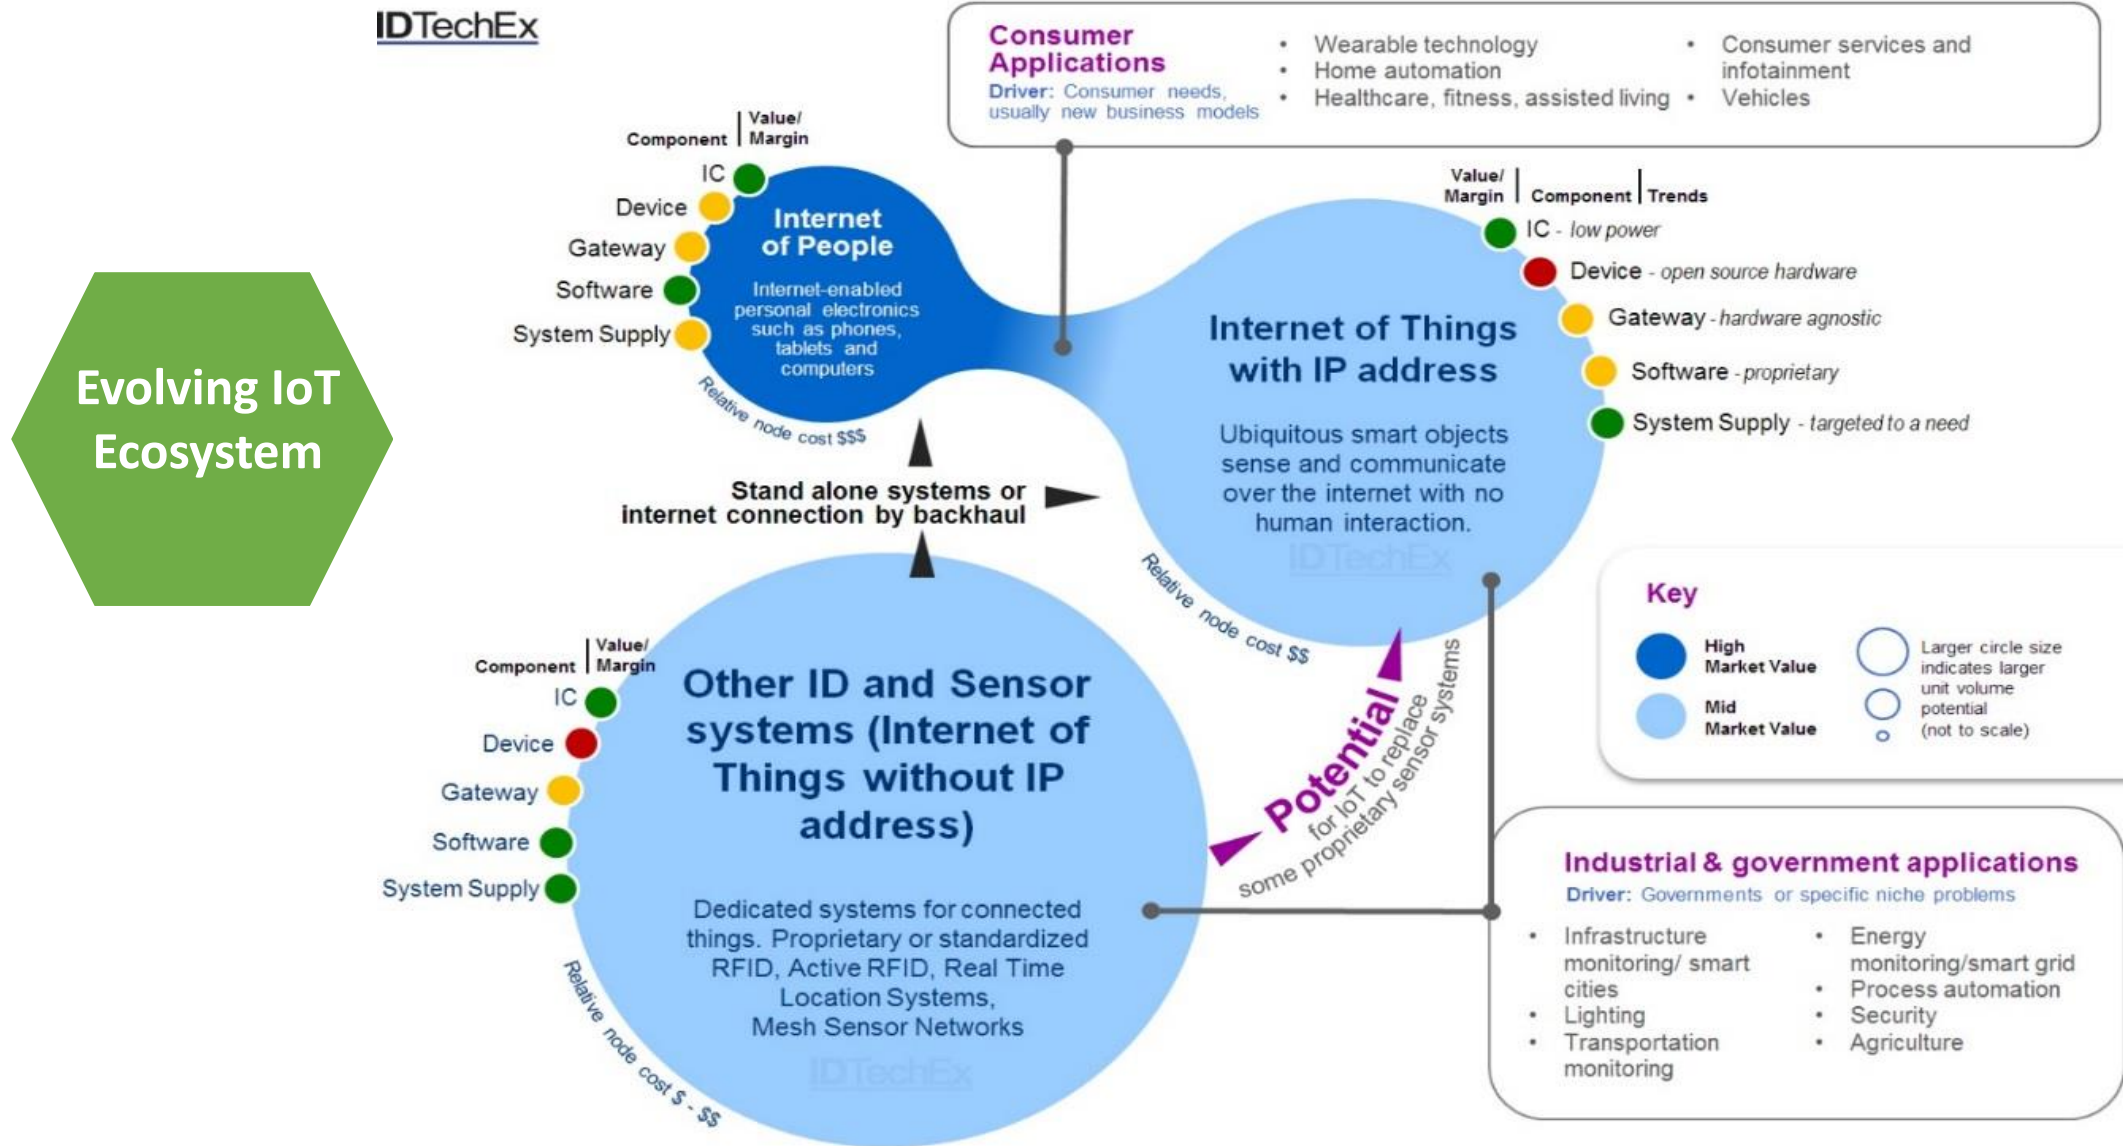 IDTechEx
Evolving IoT
Ecosystem
Consumer
Applications
Driver: Consumer needs,
usually new business models
• Wearable technology
• Home automation
• Healthcare, fitness, assisted living
• Consumer services and
infotainment
• Vehicles
Component | Value/
Margin
IC
Device
Gateway
Software
System Supply
Internet
of People
Internet-enabled
personal electronics
such as phones,
tablets and
computers
Relative node cost $$$
Value/
Margin | Component | Trends
IC - low power
Device - open source hardware
Gateway - hardware agnostic
Software - proprietary
System Supply - targeted to a need
Internet of Things
with IP address
Ubiquitous smart objects
sense and communicate
over the internet with no
human interaction.
IDTechEx
Relative node cost $$
Stand alone systems or
internet connection by backhaul
Component | Value/
Margin
IC
Device
Gateway
Software
System Supply
Other ID and Sensor
systems (Internet of
Things without IP
address)
Dedicated systems for connected
things. Proprietary or standardized
RFID, Active RFID, Real Time
Location Systems,
Mesh Sensor Networks
IDTechEx
Relative node cost $ - $$
Potential
for IoT to replace
some proprietary sensor systems
Key
High
Market Value
Mid
Market Value
Larger circle size
indicates larger
unit volume
potential
(not to scale)
Industrial & government applications
Driver: Governments or specific niche problems
• Infrastructure
monitoring/ smart
cities
• Lighting
• Transportation
monitoring
• Energy
monitoring/smart grid
• Process automation
• Security
• Agriculture